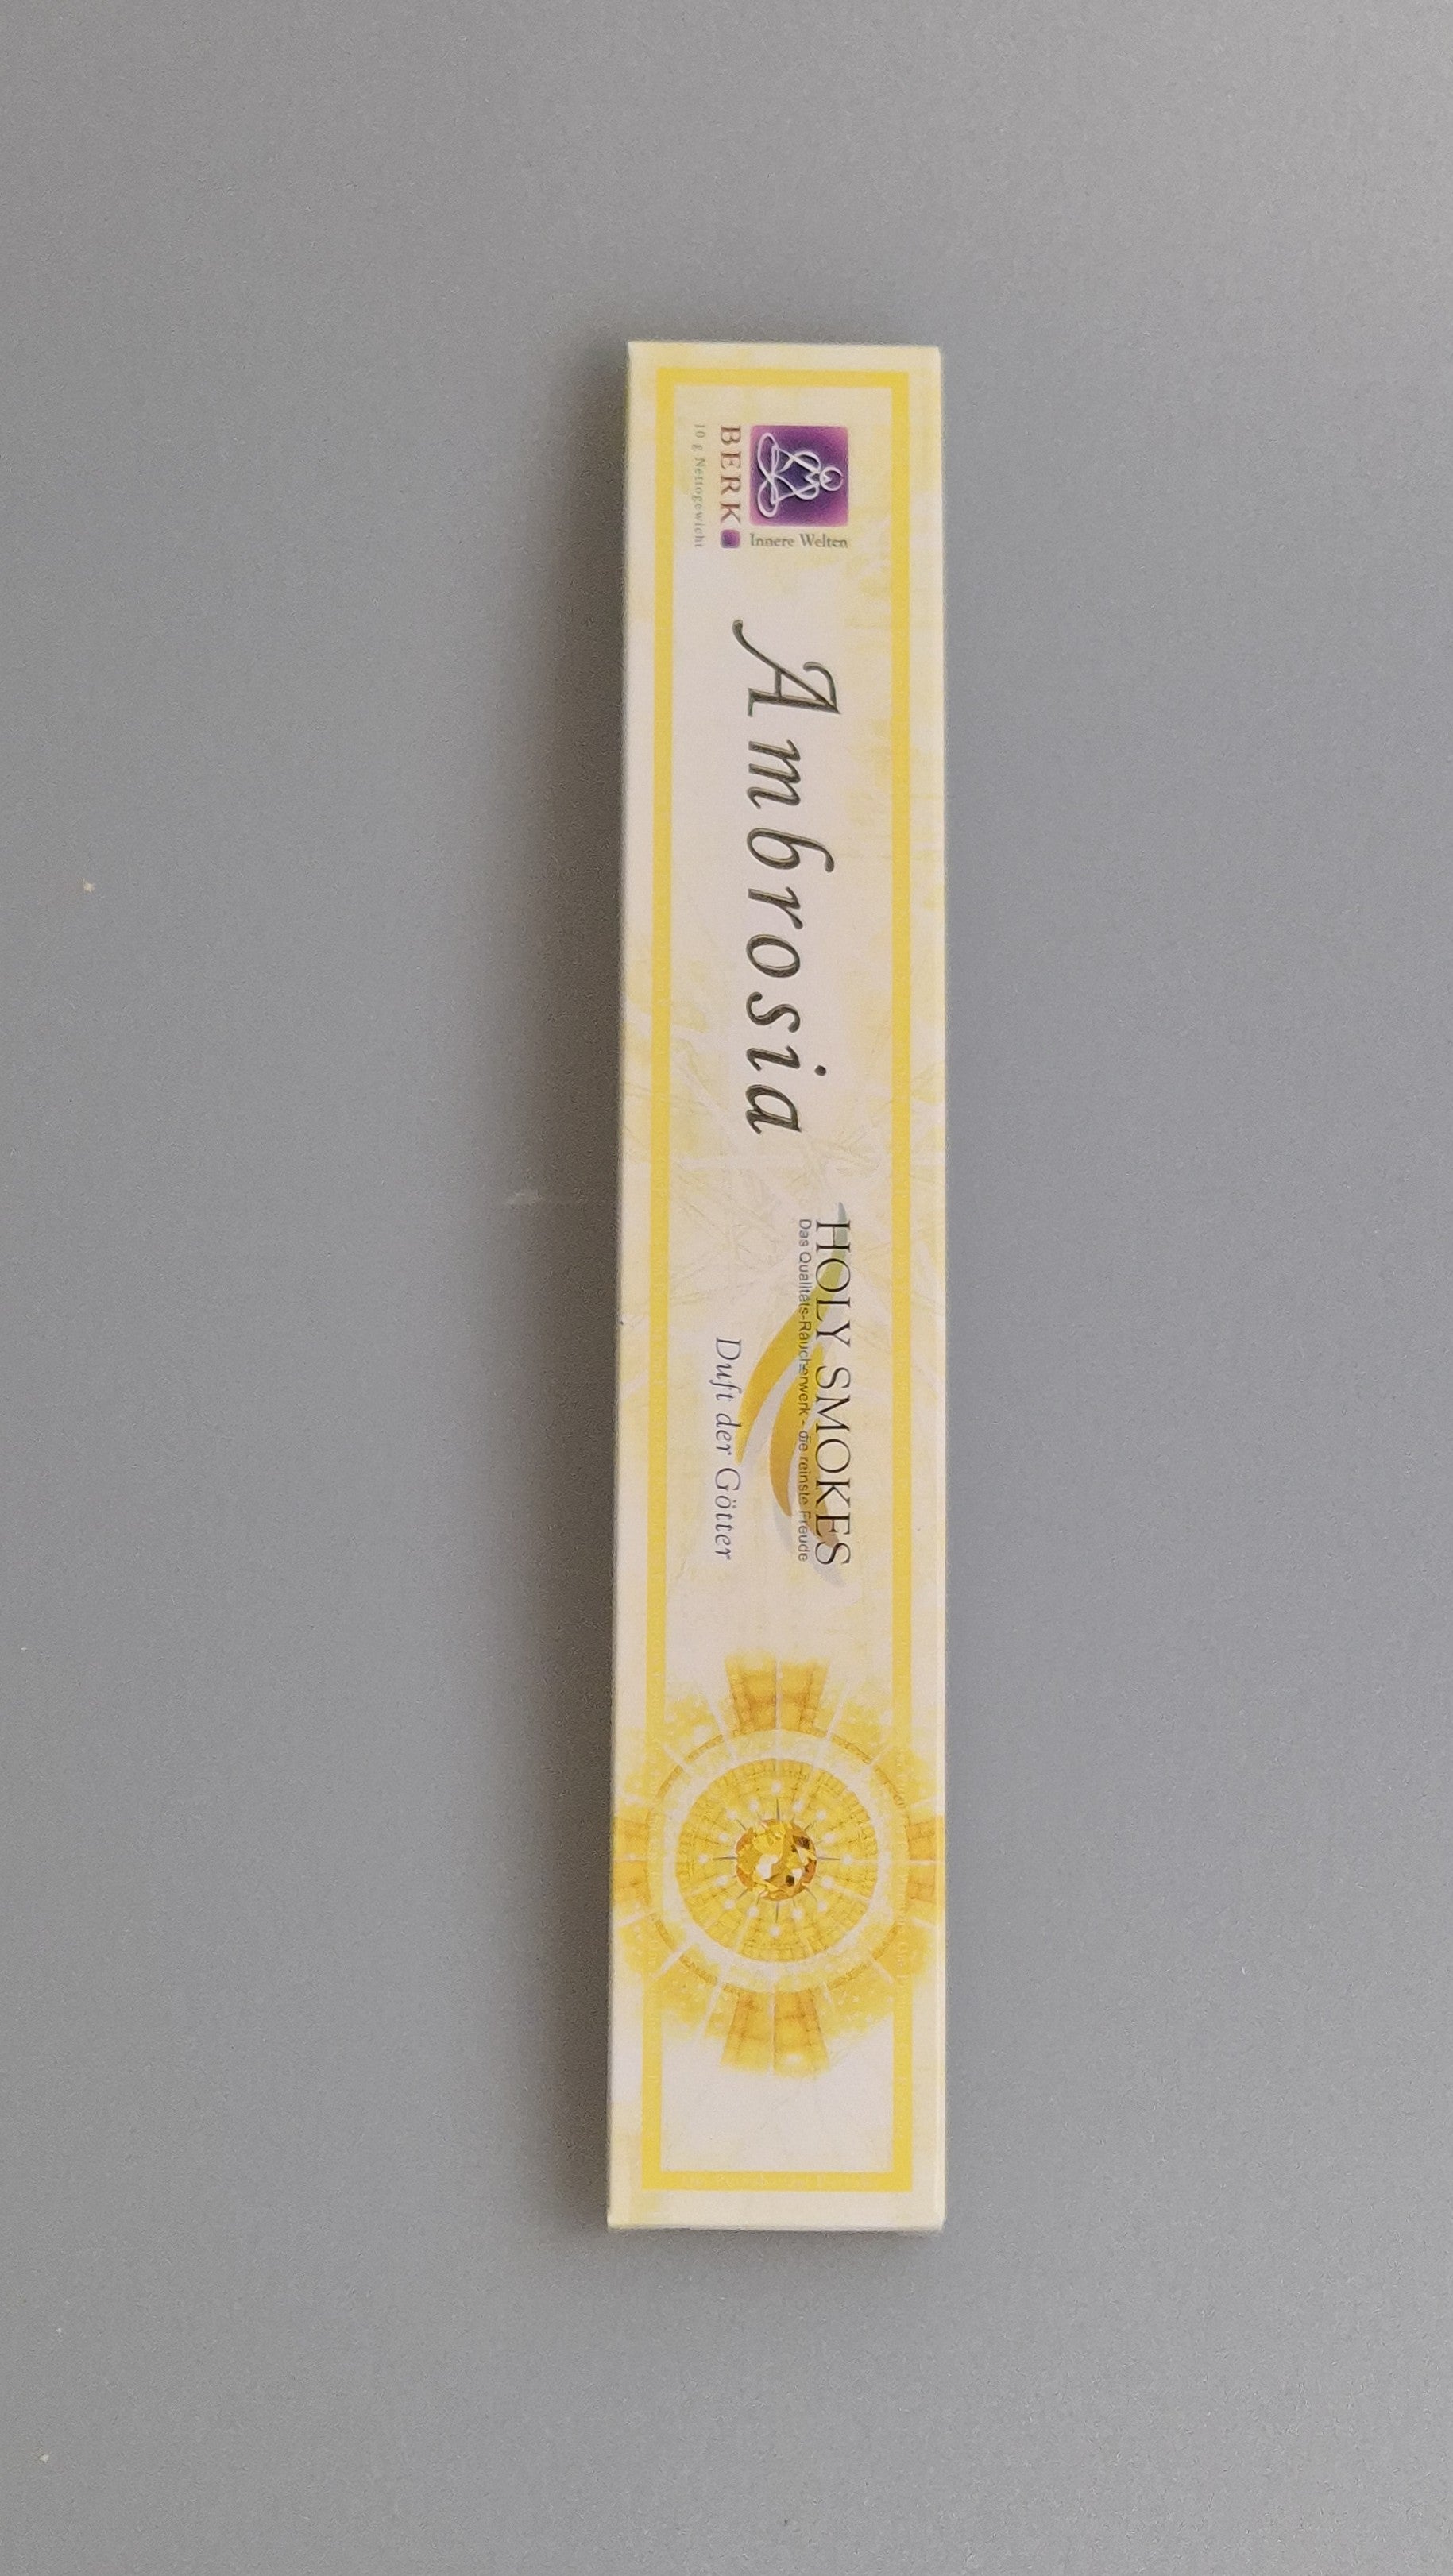 Innere Welten
BERK
10 g Nettogewicht
Ambrosia
HOLY SMOKES
Das Qualitäts-Räucherwerk - die reinste Freude
Duft der Götter